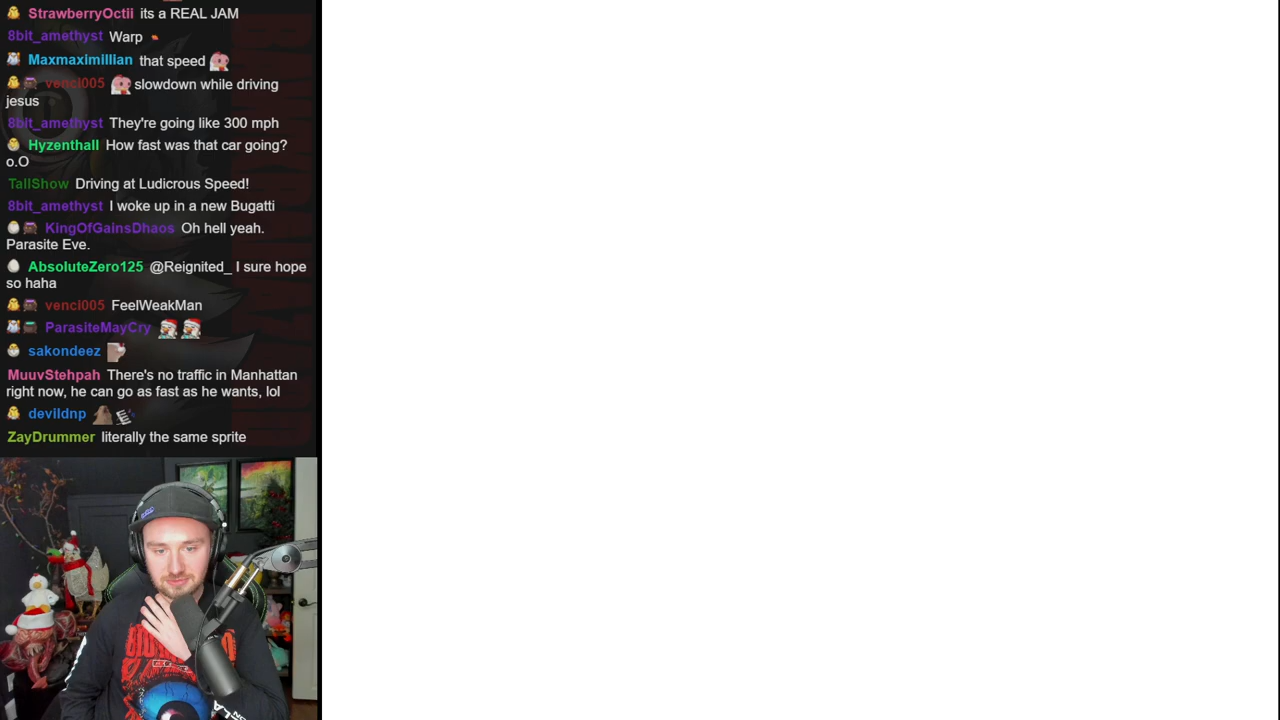 StrawberryOctii its a REAL JAM
8bit_amethyst Warp
Maxmaximillian that speed
venci005 slowdown while driving
jesus
8bit_amethyst They're going like 300 mph
Hyzenthall How fast was that car going?
o.O
TallShow Driving at Ludicrous Speed!
8bit_amethyst I woke up in a new Bugatti
KingOfGainsDhaos Oh hell yeah.
Parasite Eve.
AbsoluteZero125 @Reignited_ I sure hope
so haha
venci005 FeelWeakMan
ParasiteMayCry
sakondeez
MuuvStehpah There's no traffic in Manhattan
right now, he can go as fast as he wants, lol
devildnp
ZayDrummer literally the same sprite